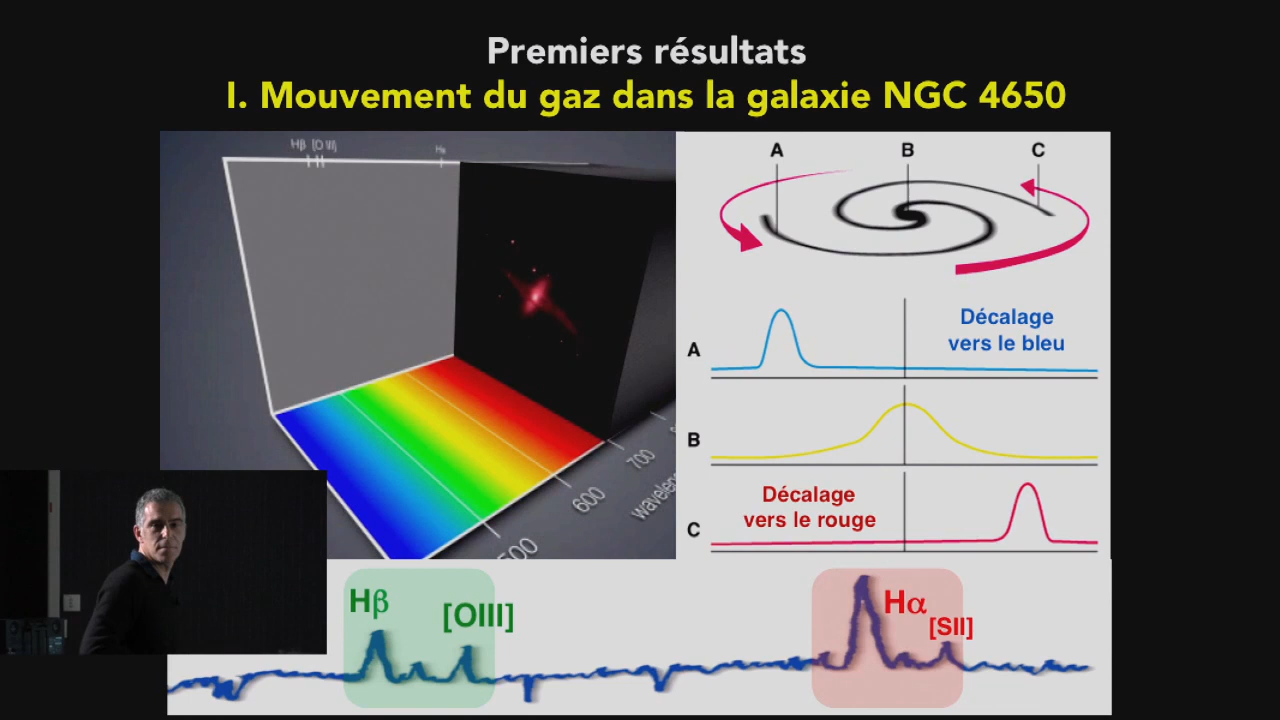 Premiers résultats
I. Mouvement du gaz dans la galaxie NGC 4650
Hβ [O III]
Hα
700
600
500
A B C
A
Décalage
vers le bleu
B
C
Décalage
vers le rouge
Hβ
[OIII]
Hα
[SII]